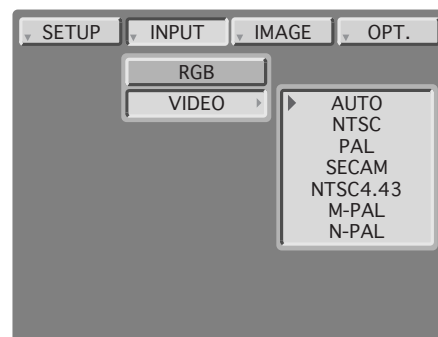 SETUP INPUT IMAGE OPT.
RGB
VIDEO
AUTO
NTSC
PAL
SECAM
NTSC4.43
M-PAL
N-PAL